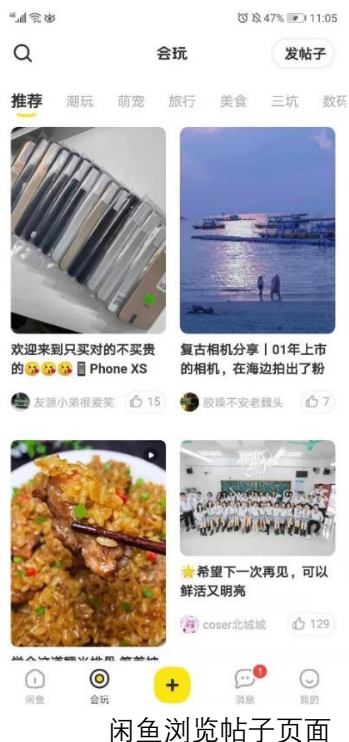 47% 11:05
会玩
发帖子
推荐 潮玩 萌宠 旅行 美食 三坑 数码
欢迎来到只买对的不买贵
的😘😘😘📱Phone XS
友源小弟很爱笑 15
复古相机分享丨01年上市
的相机，在海边拍出了粉
胶噪不安老魏头 7
🌟希望下一次再见，可以
鲜活又明亮
coser北城城 129
闲鱼 会玩 消息 1 我的
闲鱼浏览帖子页面